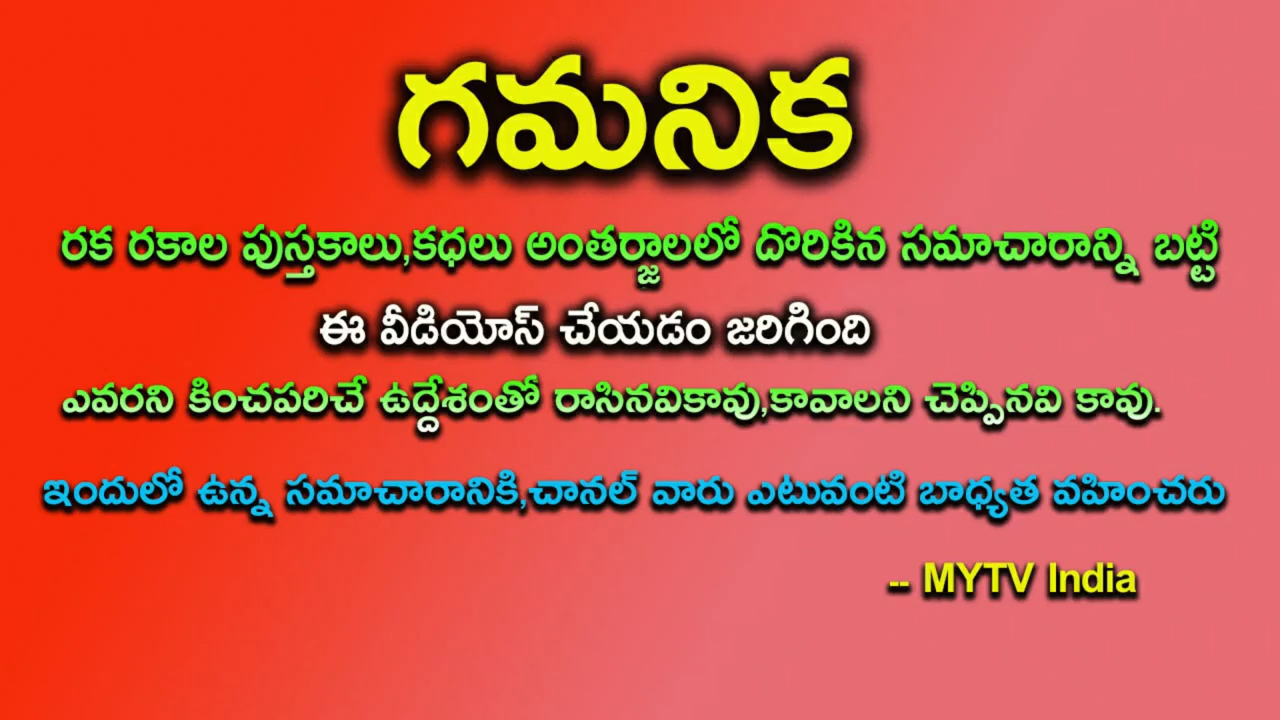 గమనిక
రక రకాల పుస్తకాలు,కధలు అంతర్జాలలో దొరికిన సమాచారాన్ని బట్టి
ఈ వీడియోస్ చేయడం జరిగింది
ఎవరని కించపరిచే ఉద్దేశంతో రాసినవికావు,కావాలని చెప్పినవి కావు.
ఇందులో ఉన్న సమాచారానికి,చానల్ వారు ఎటువంటి బాధ్యత వహించరు
-- MYTV India